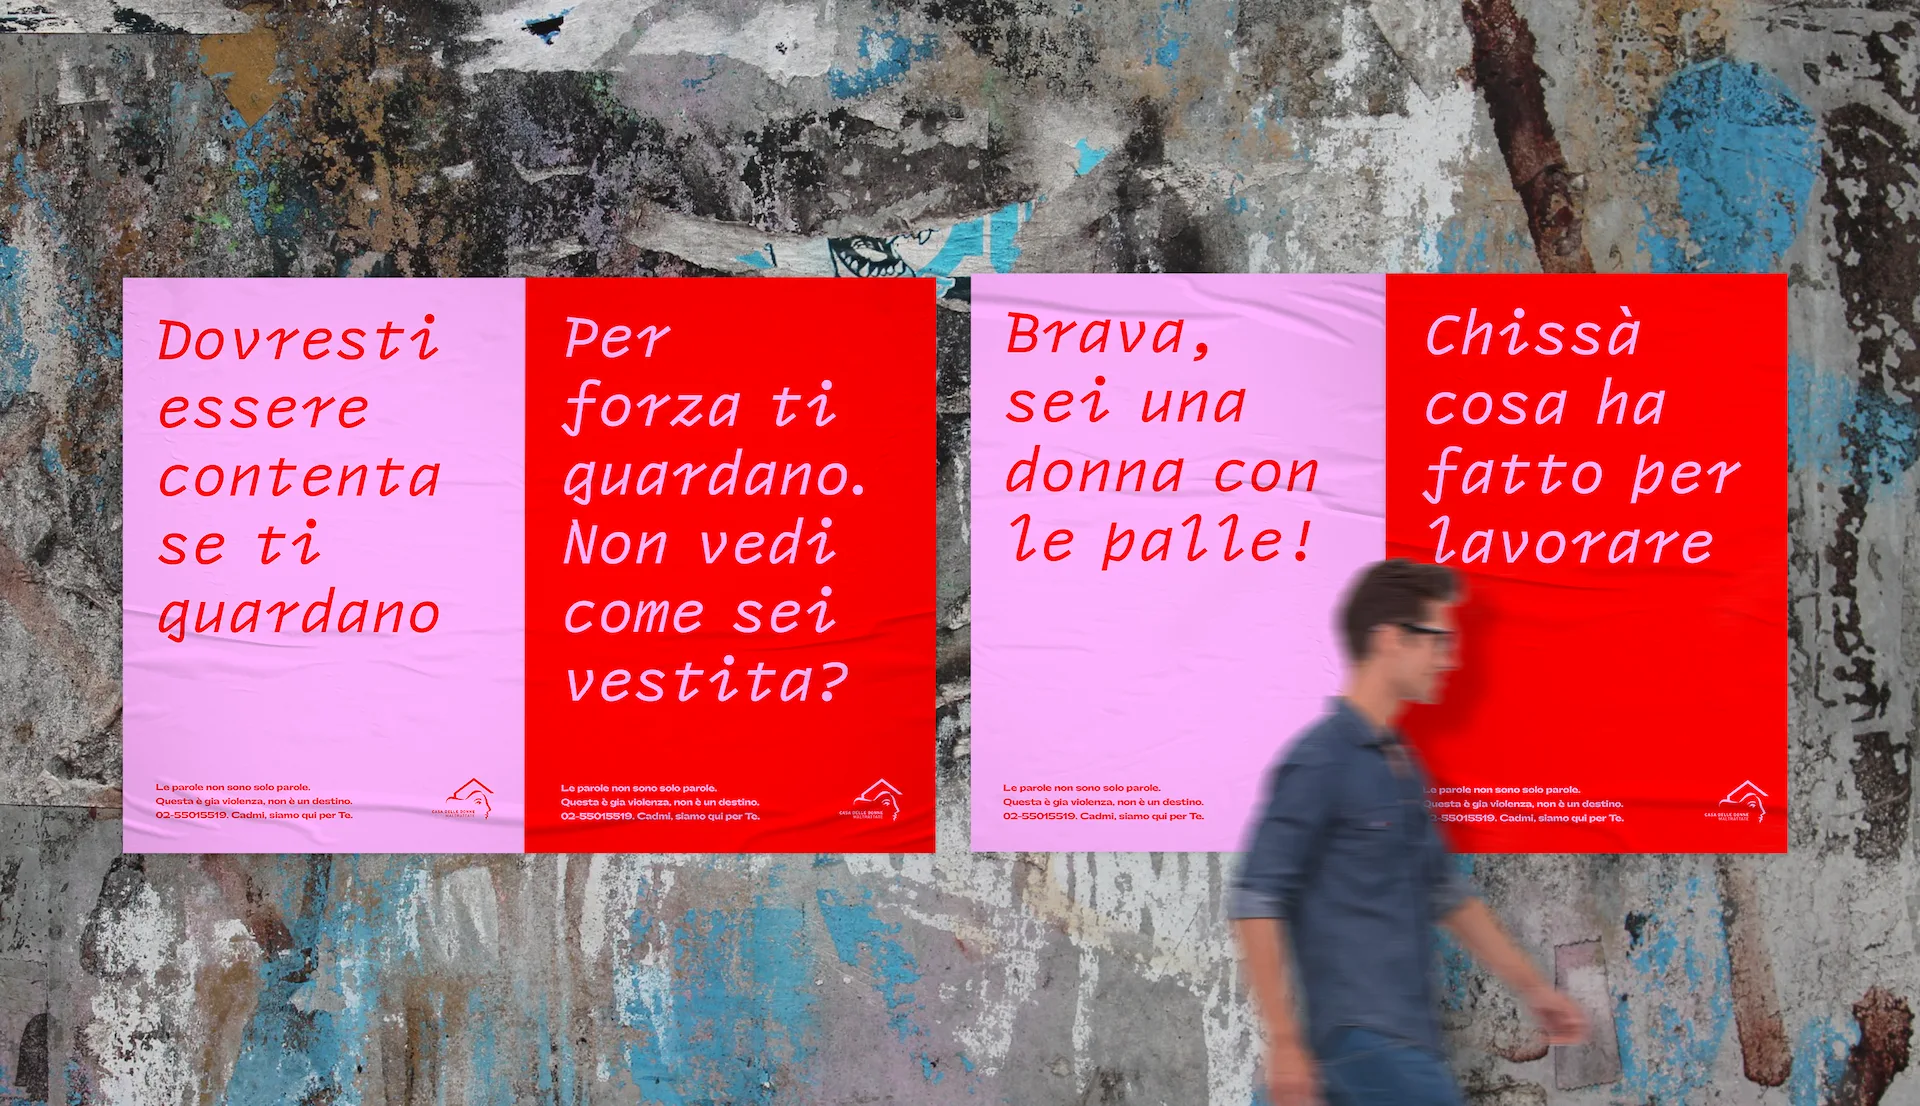 Dovresti
essere
contenta
se ti
guardano
Le parole non sono solo parole.
Questa è gia violenza, non è un destino.
02-55015519. Cadmi, siamo qui per Te.
CASA DELLE DONNE
MALTRATTATE
Per
forza ti
guardano.
Non vedi
come sei
vestita?
Le parole non sono solo parole.
Questa è gia violenza, non è un destino.
02-55015519. Cadmi, siamo qui per Te.
CASA DELLE DONNE
MALTRATTATE
Brava,
sei una
donna con
le palle!
Le parole non sono solo parole.
Questa è gia violenza, non è un destino.
02-55015519. Cadmi, siamo qui per Te.
Chissà
cosa ha
fatto per
lavorare
Le parole non sono solo parole.
Questa è gia violenza, non è un destino.
2-55015519. Cadmi, siamo qui per Te.
CASA DELLE DONNE
MALTRATTATE